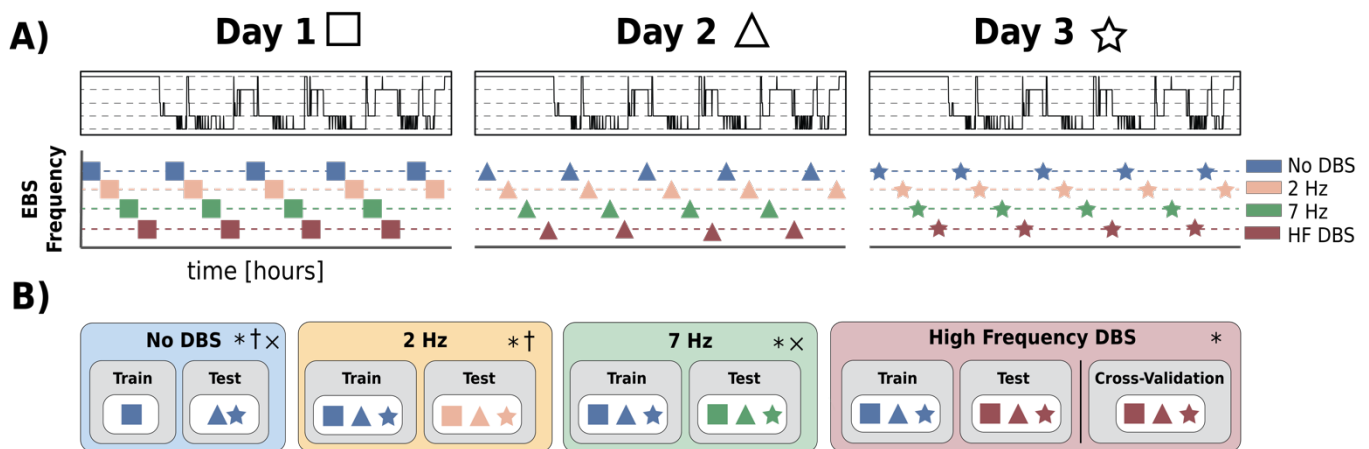 A)
Day 1
Day 2
Day 3
EBS
Frequency
No DBS
2 Hz
7 Hz
HF DBS
time [hours]
B)
No DBS *†×
2 Hz *†
7 Hz *×
High Frequency DBS *
Train
Test
Train
Test
Train
Test
Train
Test
Cross-Validation